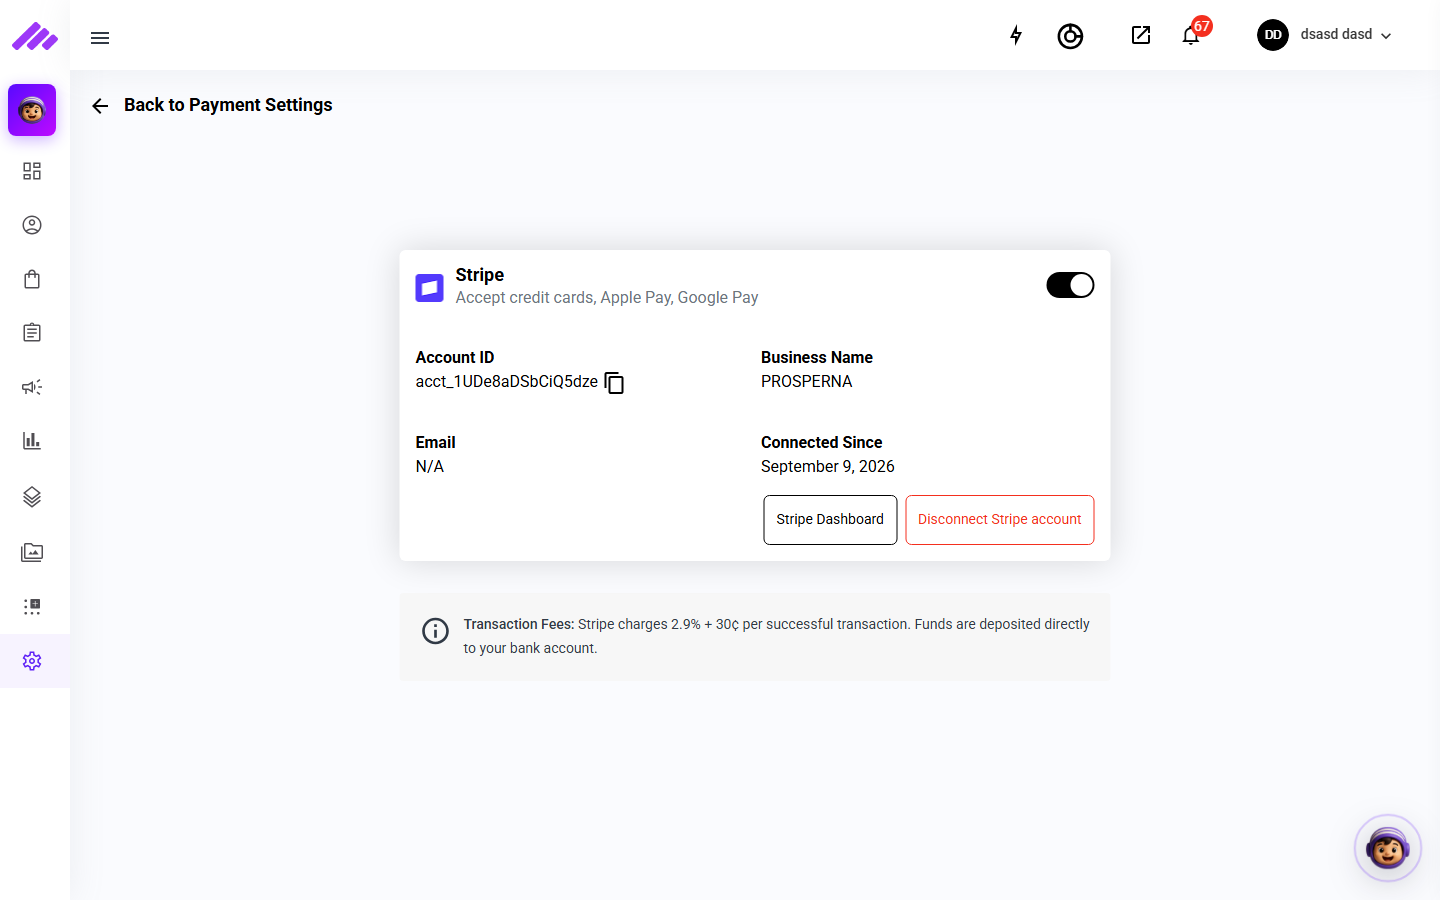 67
DD
dsasd dasd
Back to Payment Settings
Stripe
Accept credit cards, Apple Pay, Google Pay
Account ID
acct_1UDe8aDSbCiQ5dze
Business Name
PROSPERNA
Email
N/A
Connected Since
September 9, 2026
Stripe Dashboard
Disconnect Stripe account
Transaction Fees: Stripe charges 2.9% + 30¢ per successful transaction. Funds are deposited directly
to your bank account.